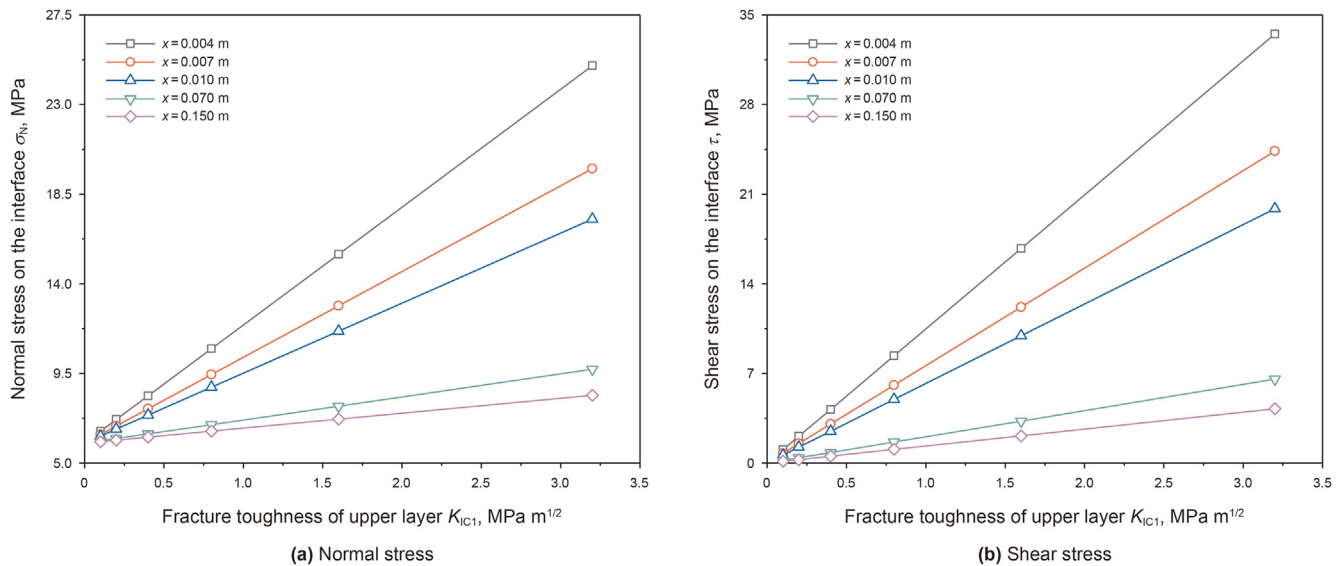 27.5
23.0
18.5
14.0
9.5
5.0
Normal stress on the interface σN, MPa
x = 0.004 m
x = 0.007 m
x = 0.010 m
x = 0.070 m
x = 0.150 m
0 0.5 1.0 1.5 2.0 2.5 3.0 3.5
Fracture toughness of upper layer KIC1, MPa m1/2
(a) Normal stress
35
28
21
14
7
0
Shear stress on the interface τ, MPa
x = 0.004 m
x = 0.007 m
x = 0.010 m
x = 0.070 m
x = 0.150 m
0 0.5 1.0 1.5 2.0 2.5 3.0 3.5
Fracture toughness of upper layer KIC1, MPa m1/2
(b) Shear stress